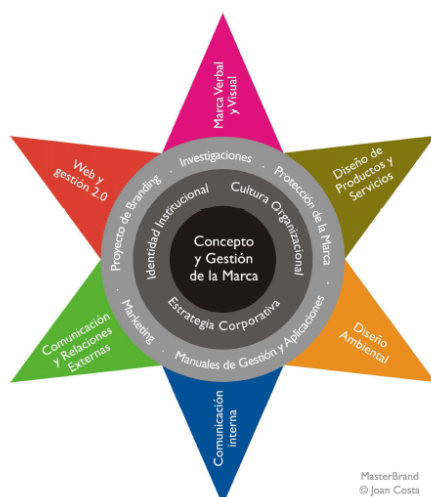 Marca Verbal
y Visual
Diseño de
Productos y
Servicios
Diseño
Ambiental
Comunicación
interna
Comunicación
y Relaciones
Externas
Web y
gestión 2.0
Proyecto de Branding · Investigaciones · Protección de la Marca ·
Manuales de Gestión y Aplicaciones ·
Marketing ·
Identidad Institucional
Cultura Organizacional
Estrategia Corporativa
Concepto
y Gestión
de la Marca
MasterBrand
© Joan Costa